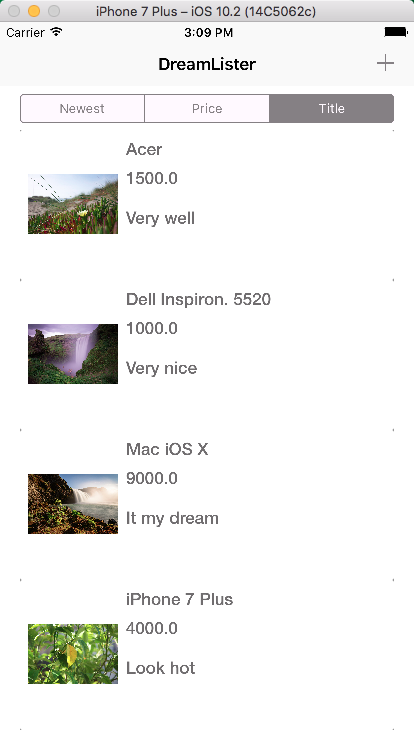 iPhone 7 Plus – iOS 10.2 (14C5062c)
Carrier 3:09 PM
DreamLister
Newest Price Title
Acer
1500.0
Very well
Dell Inspiron. 5520
1000.0
Very nice
Mac iOS X
9000.0
It my dream
iPhone 7 Plus
4000.0
Look hot